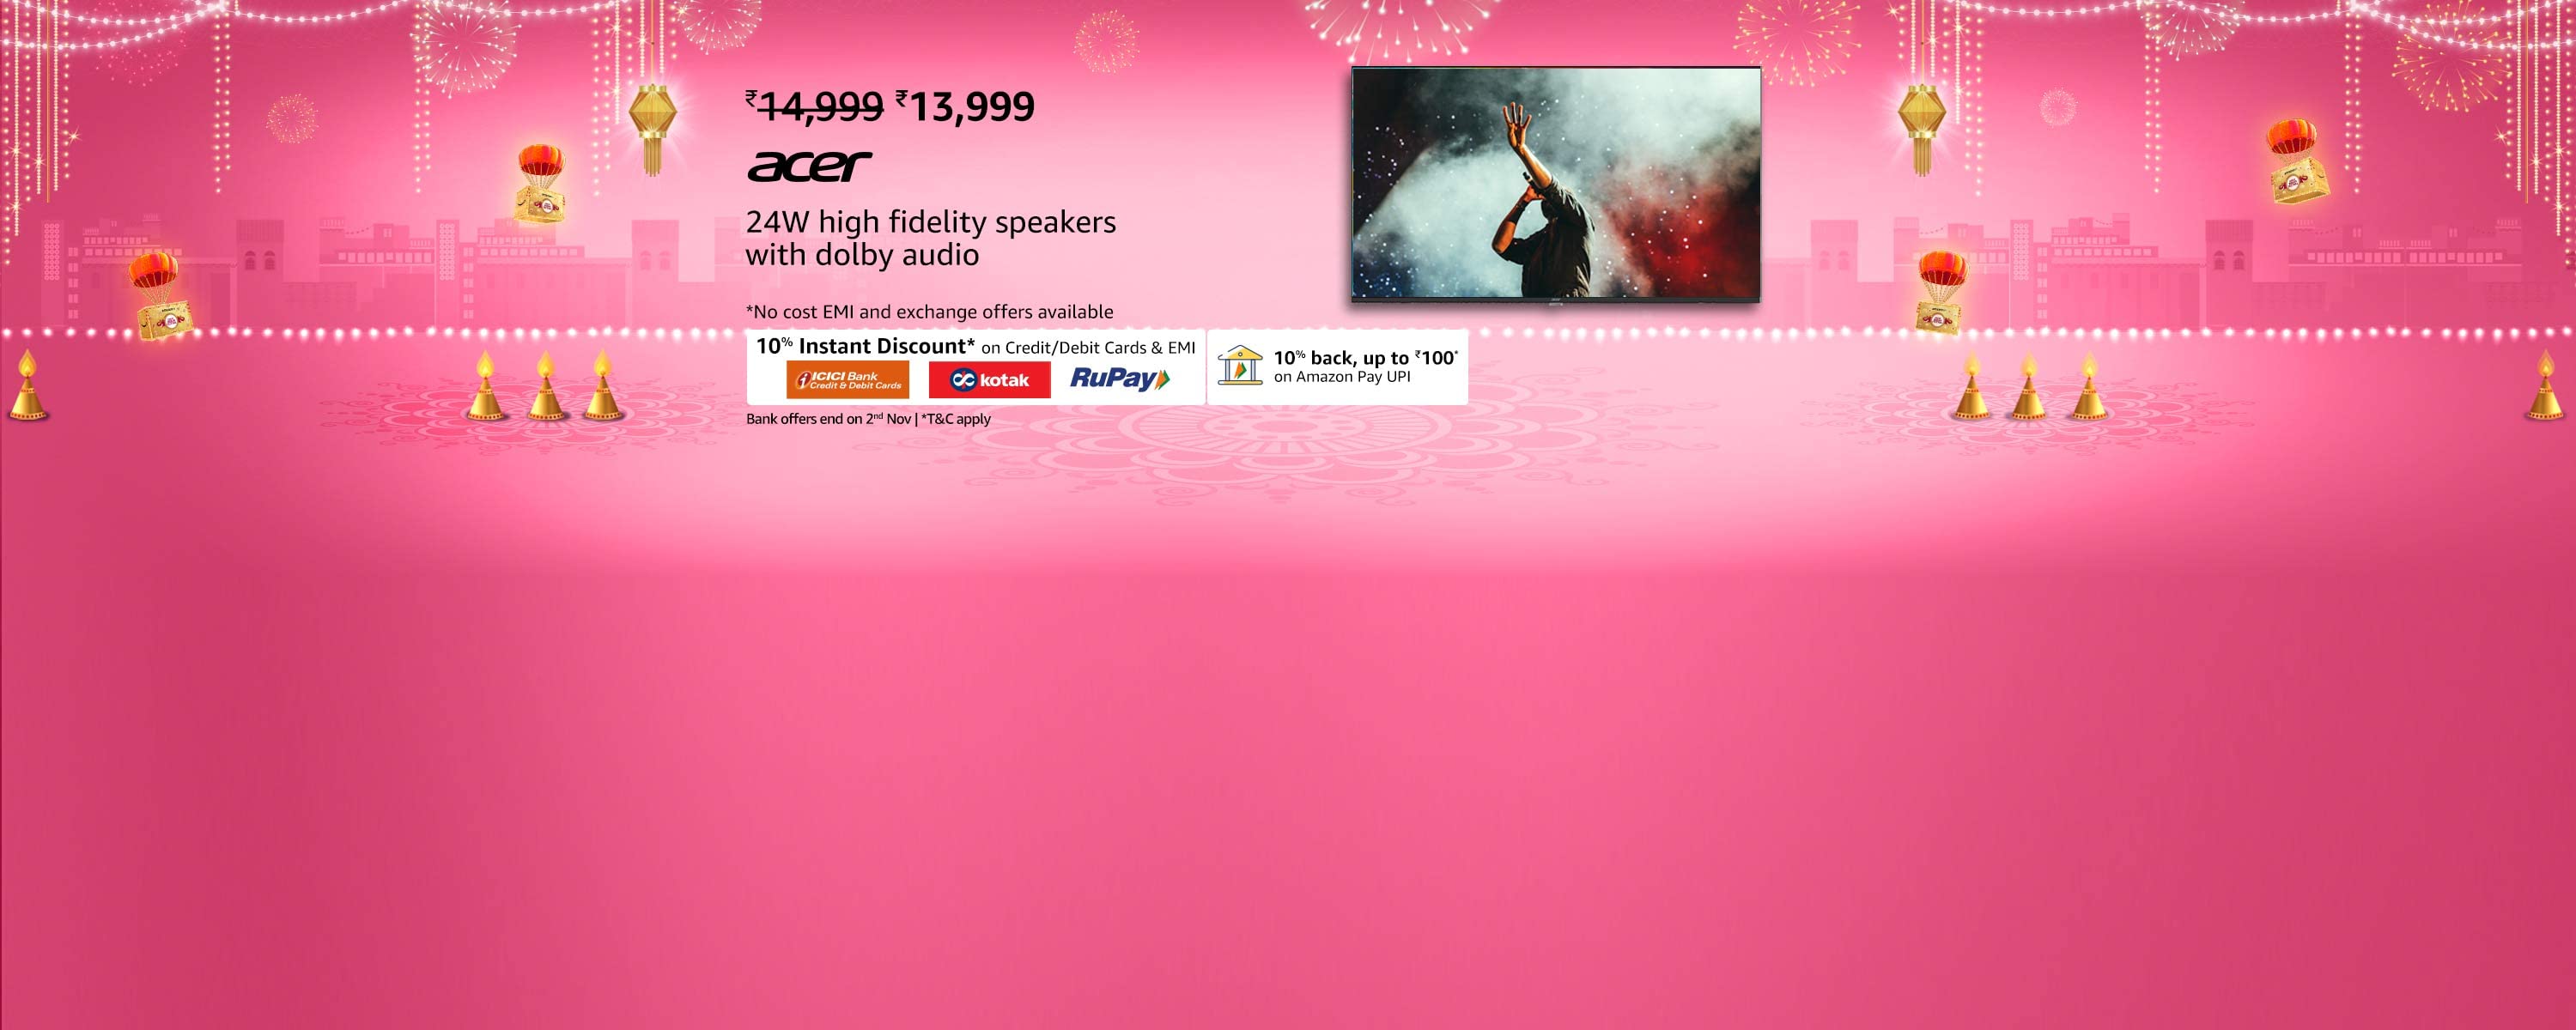 ₹14,999 ₹13,999
acer
24W high fidelity speakers
with dolby audio
*No cost EMI and exchange offers available
10% Instant Discount* on Credit/Debit Cards & EMI
ICICI Bank
Credit & Debit Cards
kotak
RuPay
10% back, up to ₹100*
on Amazon Pay UPI
Bank offers end on 2nd Nov | *T&C apply